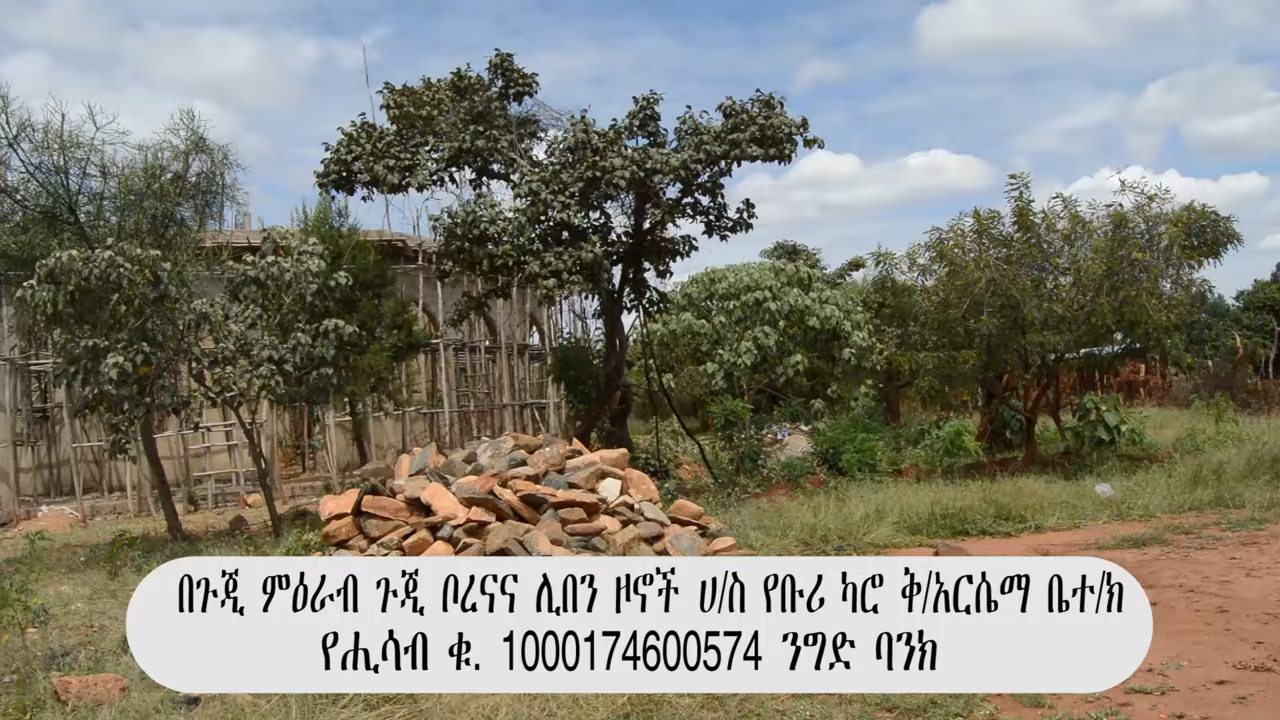 በጉጂ ምዕራብ ጉጂ ቦረናና ሊበን ዞኖች ሀ/ስ የቡሪ ካሮ ቅ/አርሴማ ቤተ/ክ
የሒሳብ ቁ. 1000174600574 ንግድ ባንክ